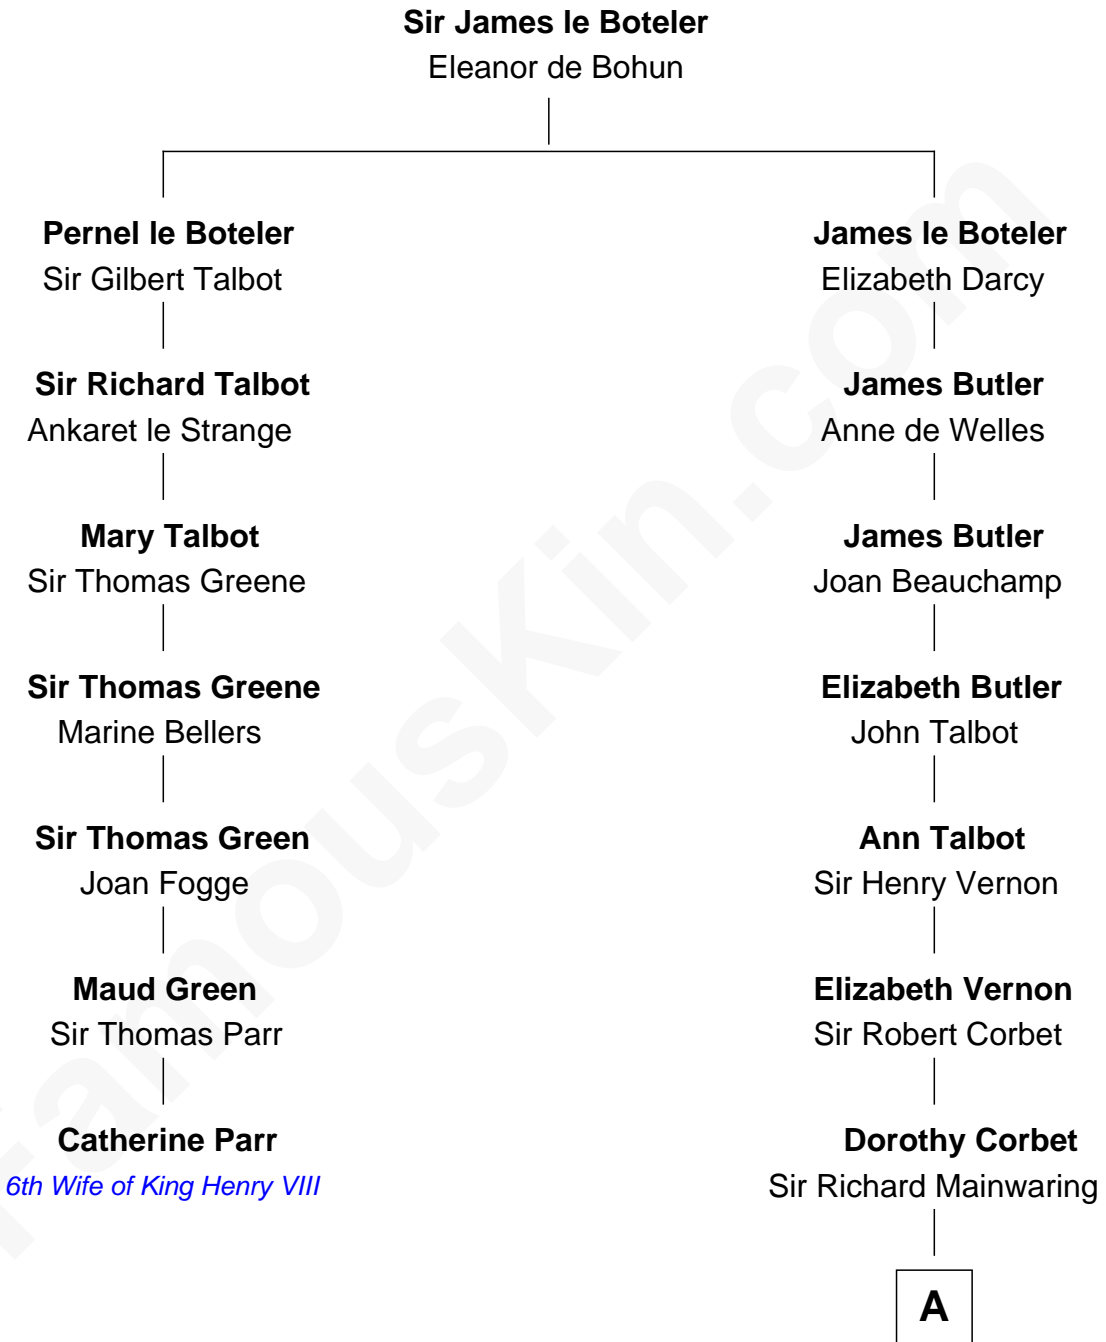 Sir James le Boteler
Eleanor de Bohun
Pernel le Boteler
Sir Gilbert Talbot
Sir Richard Talbot
Ankaret le Strange
Mary Talbot
Sir Thomas Greene
Sir Thomas Greene
Marine Bellers
Sir Thomas Green
Joan Fogge
Maud Green
Sir Thomas Parr
Catherine Parr
6th Wife of King Henry VIII
James le Boteler
Elizabeth Darcy
James Butler
Anne de Welles
James Butler
Joan Beauchamp
Elizabeth Butler
John Talbot
Ann Talbot
Sir Henry Vernon
Elizabeth Vernon
Sir Robert Corbet
Dorothy Corbet
Sir Richard Mainwaring
A
FamousKin.com